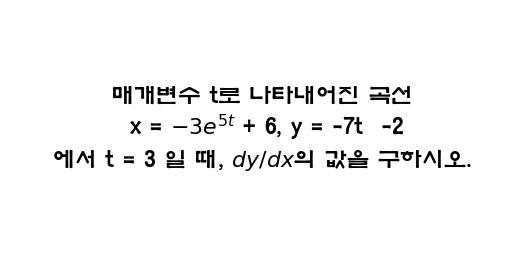 매개변수 t로 나타내어진 곡선
x = $-3e^{5t}$ + 6, y = -7t  -2
에서 t = 3 일 때, $dy/dx$의 값을 구하시오.